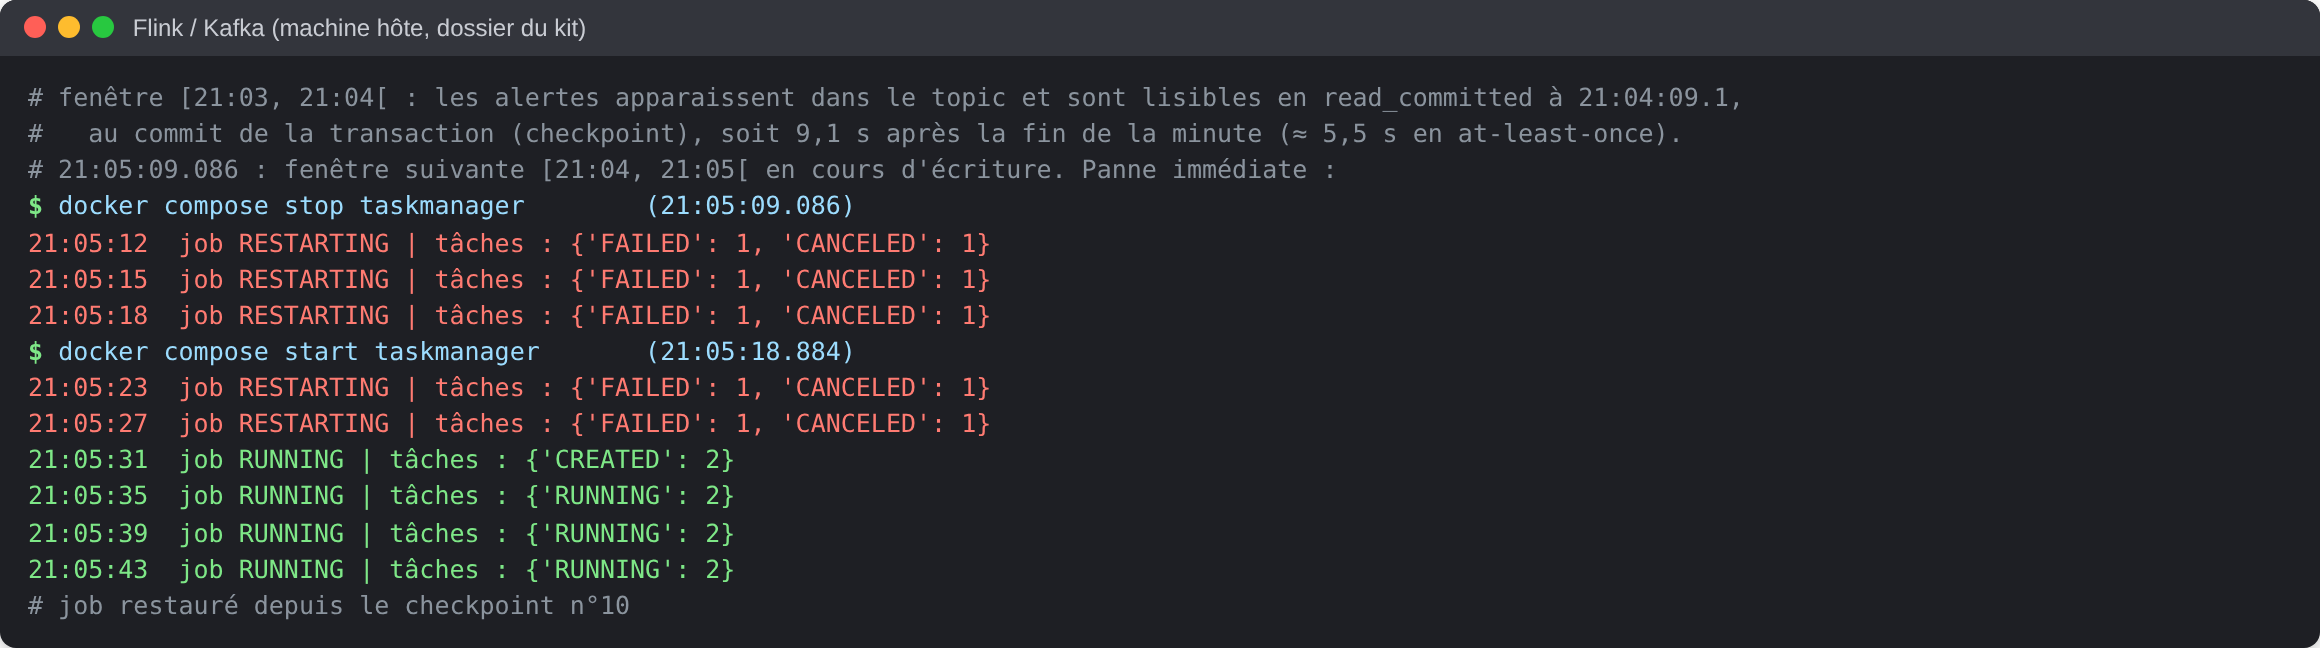 Flink / Kafka (machine hôte, dossier du kit)
# fenêtre [21:03, 21:04[ : les alertes apparaissent dans le topic et sont lisibles en read_committed à 21:04:09.1,
#   au commit de la transaction (checkpoint), soit 9,1 s après la fin de la minute (≈ 5,5 s en at-least-once).
# 21:05:09.086 : fenêtre suivante [21:04, 21:05[ en cours d'écriture. Panne immédiate :
$ docker compose stop taskmanager        (21:05:09.086)
21:05:12  job RESTARTING | tâches : {'FAILED': 1, 'CANCELED': 1}
21:05:15  job RESTARTING | tâches : {'FAILED': 1, 'CANCELED': 1}
21:05:18  job RESTARTING | tâches : {'FAILED': 1, 'CANCELED': 1}
$ docker compose start taskmanager       (21:05:18.884)
21:05:23  job RESTARTING | tâches : {'FAILED': 1, 'CANCELED': 1}
21:05:27  job RESTARTING | tâches : {'FAILED': 1, 'CANCELED': 1}
21:05:31  job RUNNING | tâches : {'CREATED': 2}
21:05:35  job RUNNING | tâches : {'RUNNING': 2}
21:05:39  job RUNNING | tâches : {'RUNNING': 2}
21:05:43  job RUNNING | tâches : {'RUNNING': 2}
# job restauré depuis le checkpoint n°10